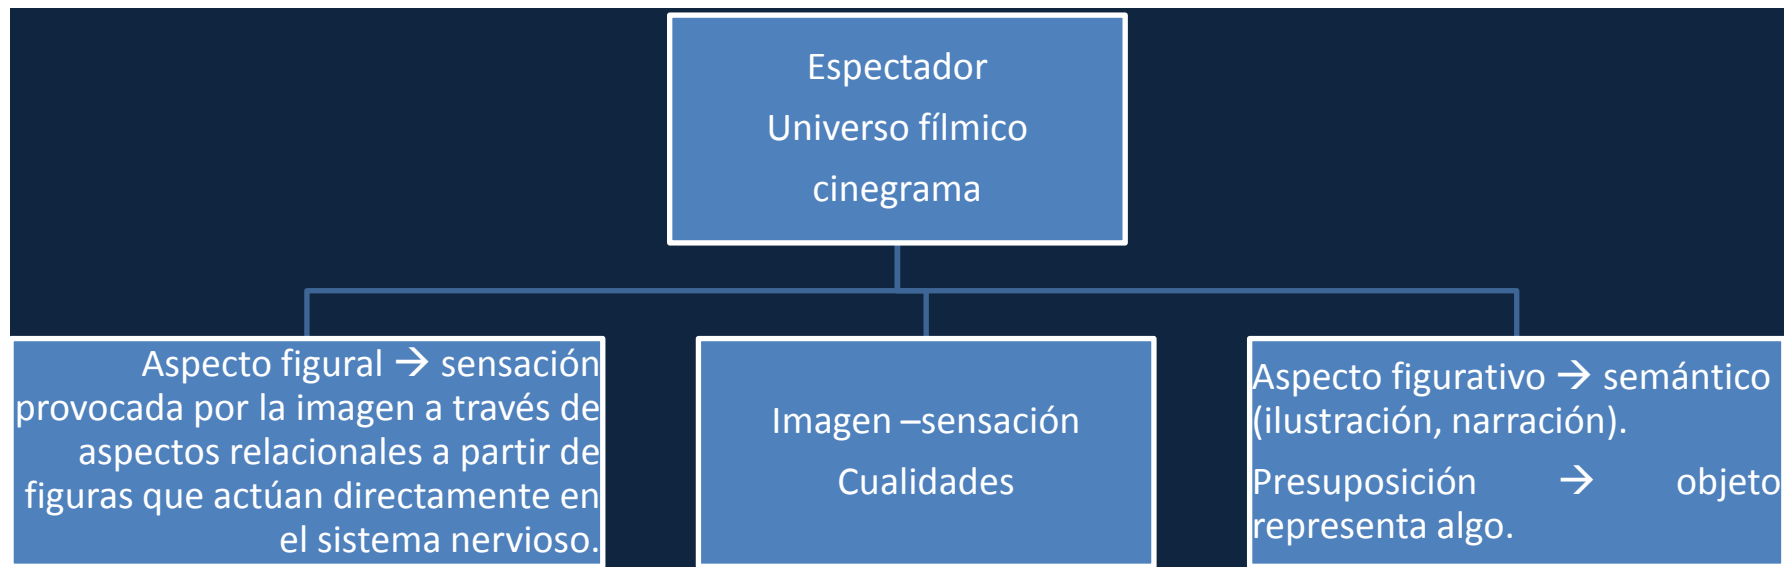 Espectador
Universo fílmico
cinegrama
Aspecto figural → sensación
provocada por la imagen a través de
aspectos relacionales a partir de
figuras que actúan directamente en
el sistema nervioso.
Imagen –sensación
Cualidades
Aspecto figurativo → semántico
(ilustración, narración).
Presuposición → objeto
representa algo.